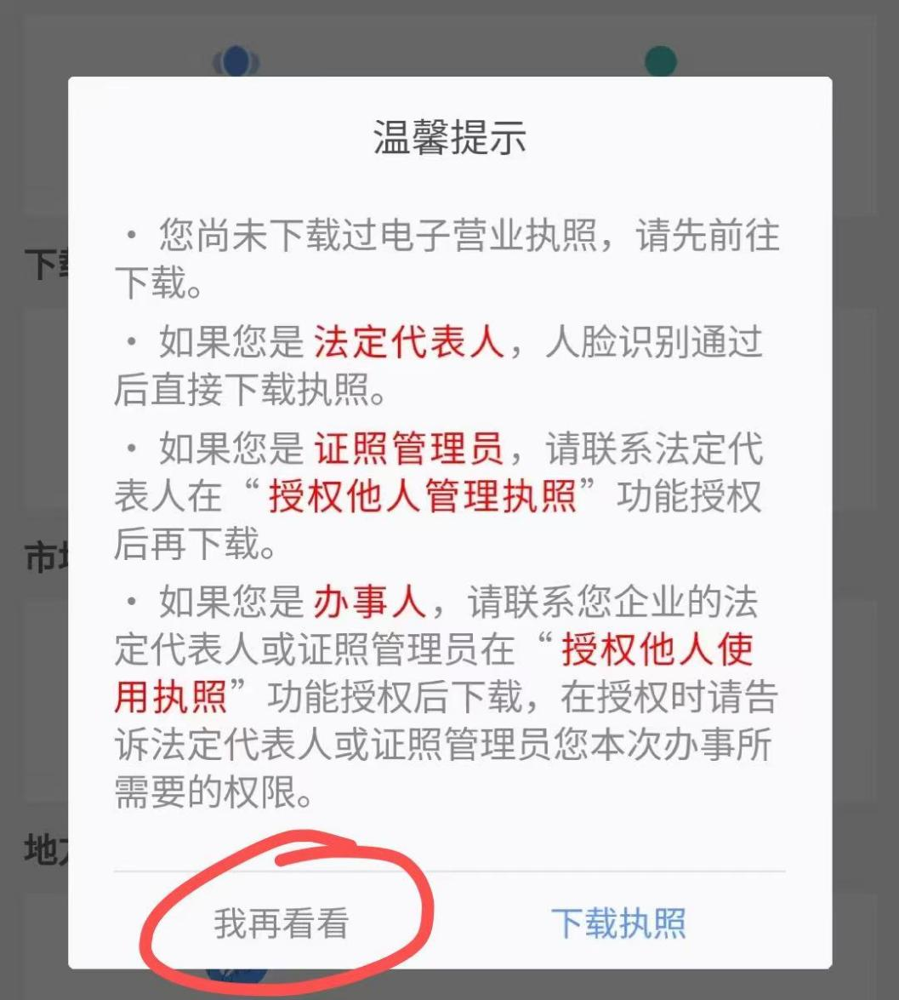 温馨提示
· 您尚未下载过电子营业执照，请先前往
下载。
· 如果您是 法定代表人，人脸识别通过
后直接下载执照。
· 如果您是 证照管理员，请联系法定代
表人在“授权他人管理执照”功能授权
后再下载。
· 如果您是 办事人，请联系您企业的法
定代表人或证照管理员在“授权他人使
用执照”功能授权后下载，在授权时请告
诉法定代表人或证照管理员您本次办事所
需要的权限。
我再看看
下载执照
下
市
地